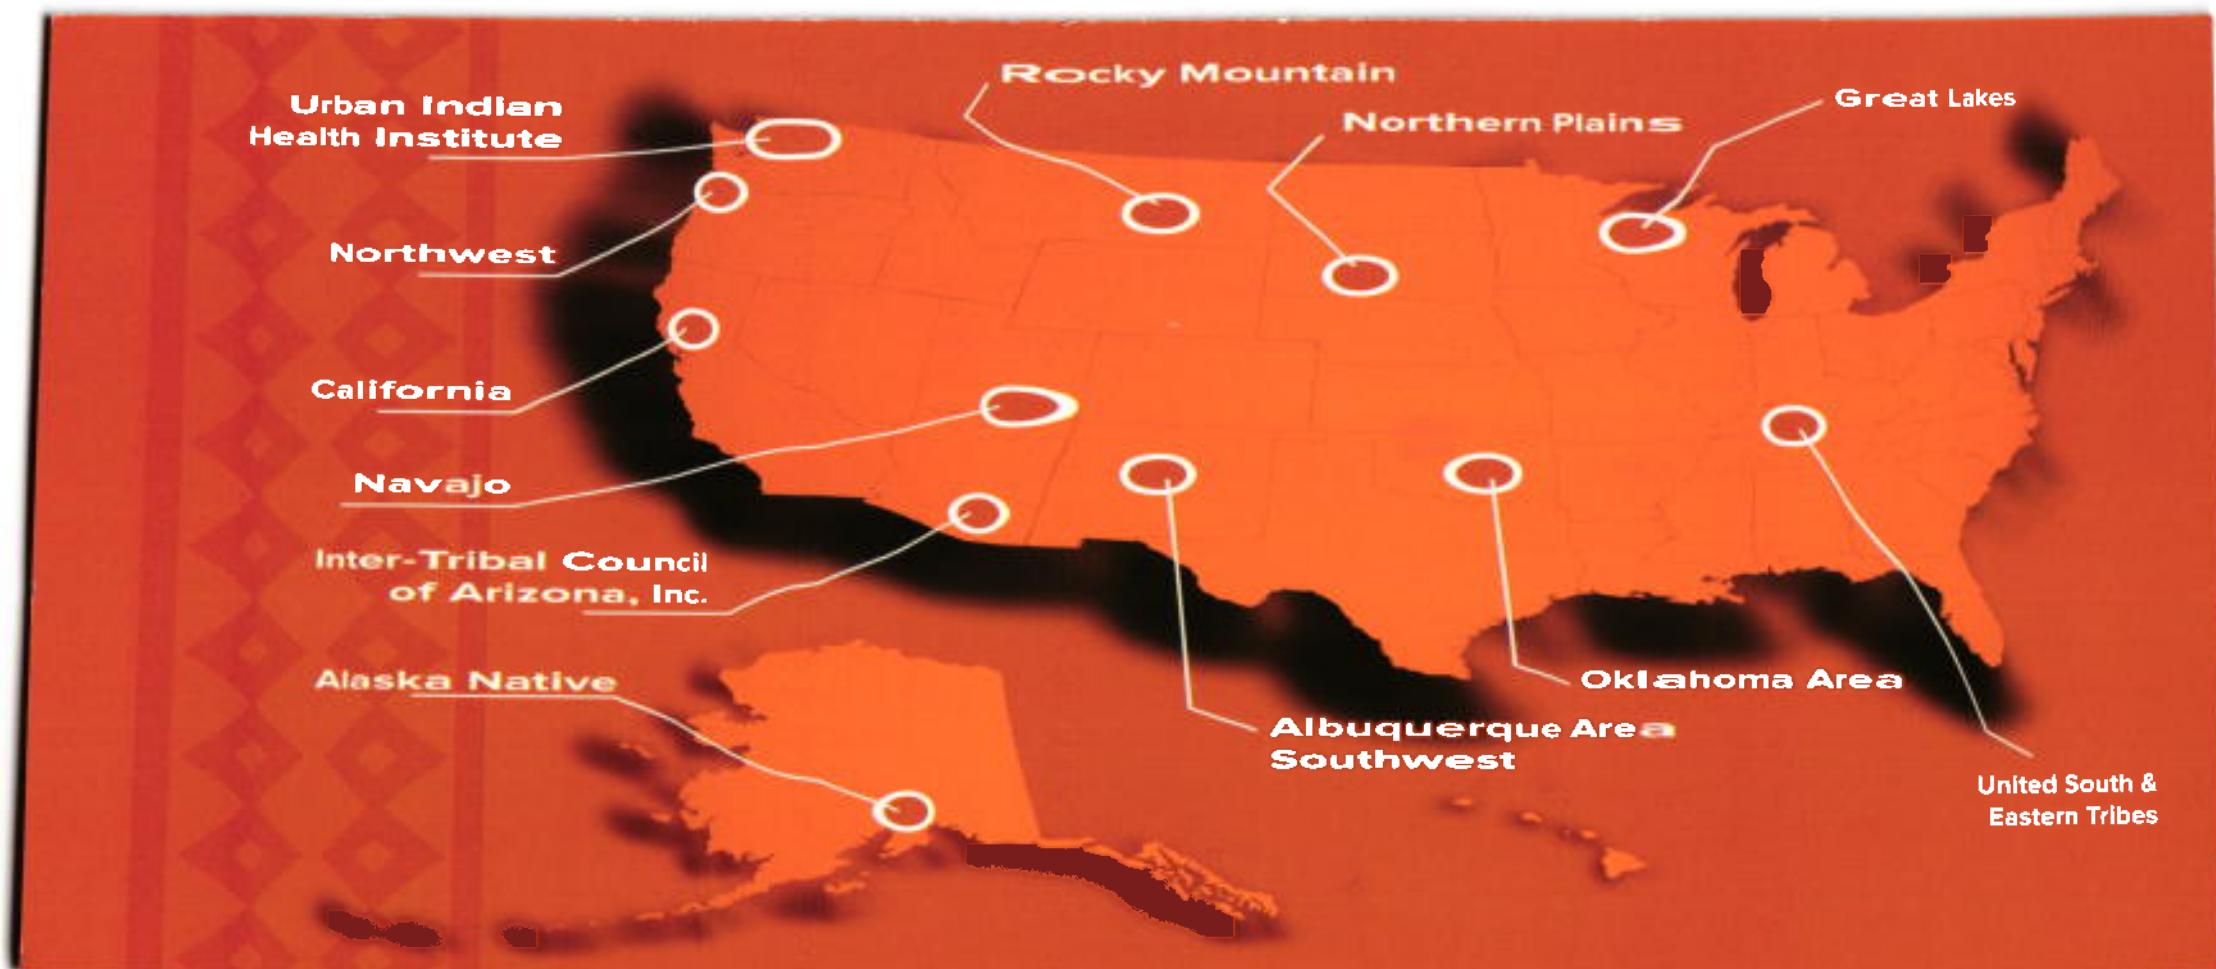 Rocky Mountain
Great Lakes
Urban Indian
Health Institute
Northern Plains
Northwest
California
Navajo
Inter-Tribal Council
of Arizona, Inc.
Alaska Native
Oklahoma Area
Albuquerque Area
Southwest
United South &
Eastern Tribes